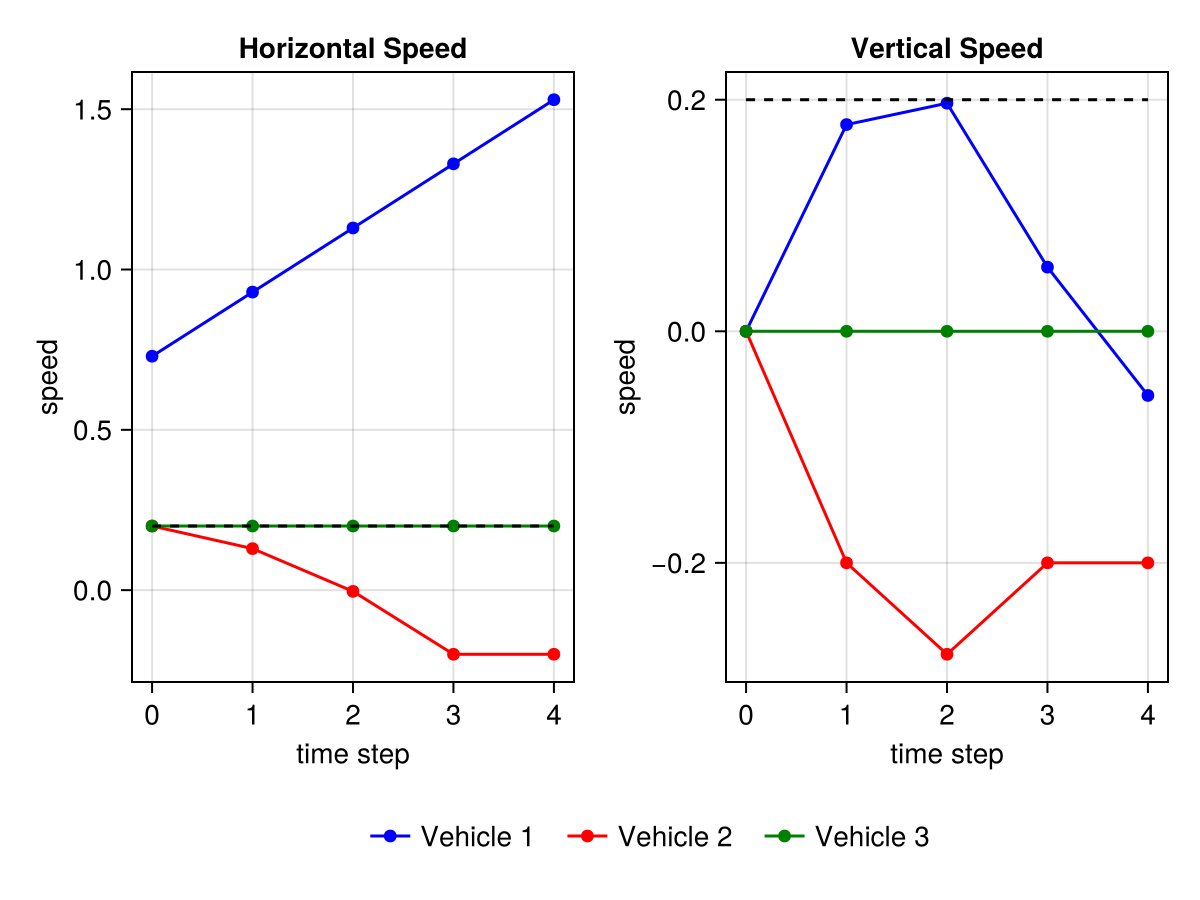 Horizontal Speed
1.5
1.0
0.5
0.0
speed
0
1
2
3
4
time step
Vertical Speed
0.2
0.0
−0.2
speed
0
1
2
3
4
time step
Vehicle 1
Vehicle 2
Vehicle 3